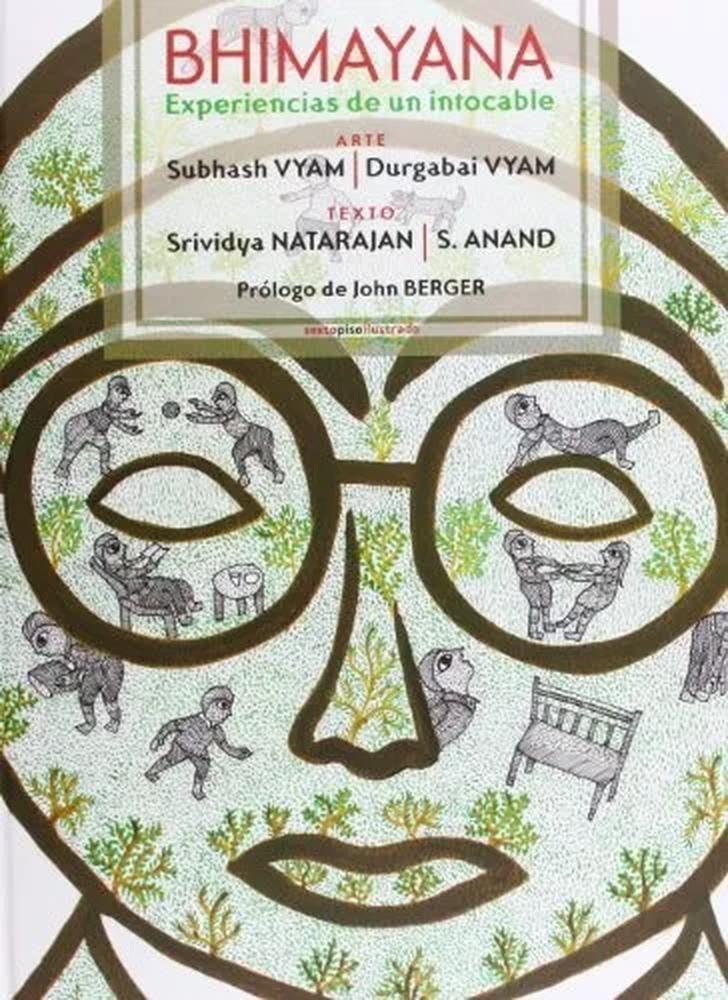 BHIMAYANA
Experiencias de un intocable
ARTE
Subhash VYAM | Durgabai VYAM
TEXTO
Srividya NATARAJAN | S. ANAND
Prólogo de John BERGER
sextopisoilustrado